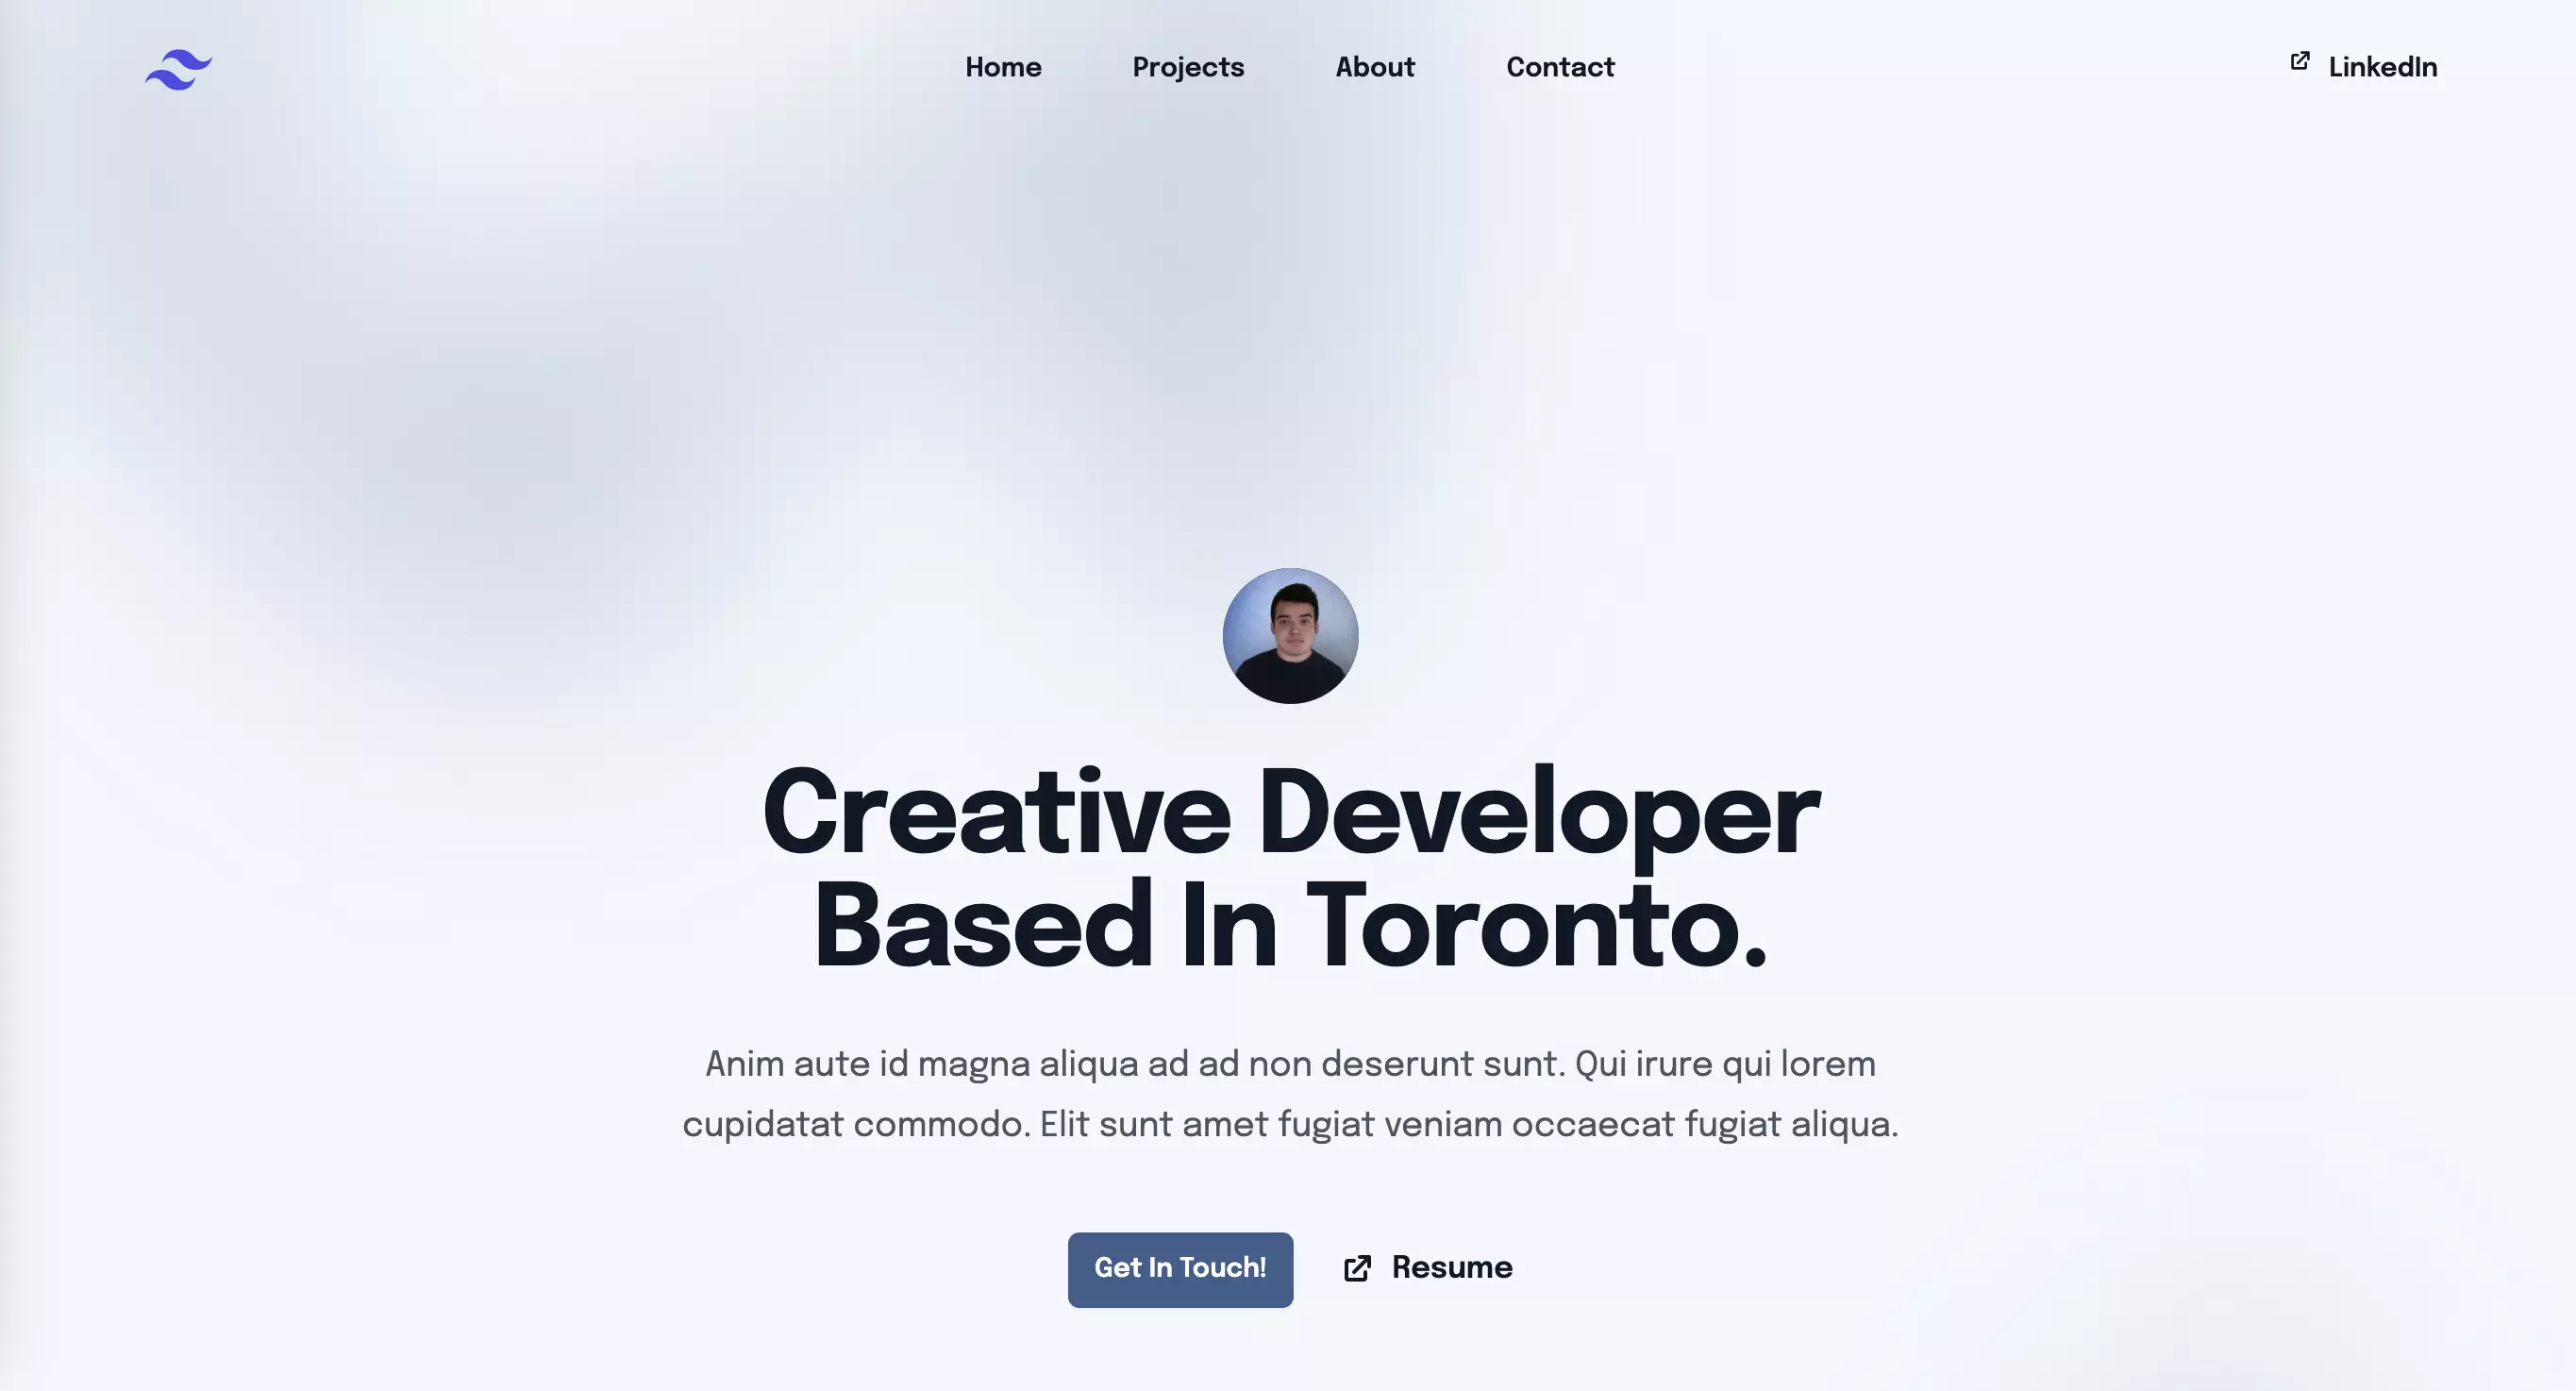 Home Projects About Contact LinkedIn
Creative Developer
Based In Toronto.
Anim aute id magna aliqua ad ad non deserunt sunt. Qui irure qui lorem
cupidatat commodo. Elit sunt amet fugiat veniam occaecat fugiat aliqua.
Get In Touch! Resume